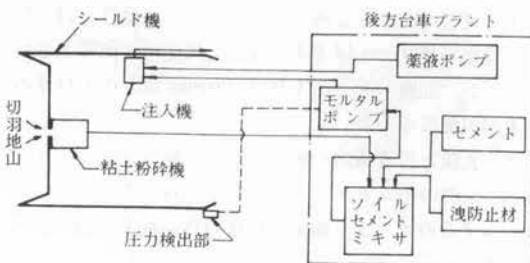 シールド機
後方台車プラント
薬液ポンプ
注入機
モルタル
ポンプ
切羽地山
セメント
粘土粉砕機
ソイル
セメント
ミキサ
洩防止材
圧力検出部